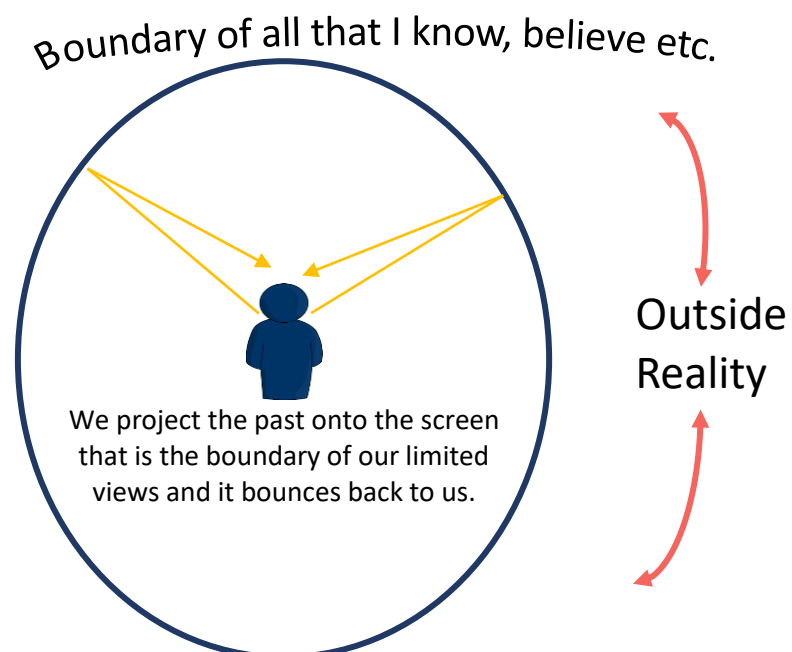 Boundary of all that I know, believe etc.
Outside
Reality
We project the past onto the screen
that is the boundary of our limited
views and it bounces back to us.